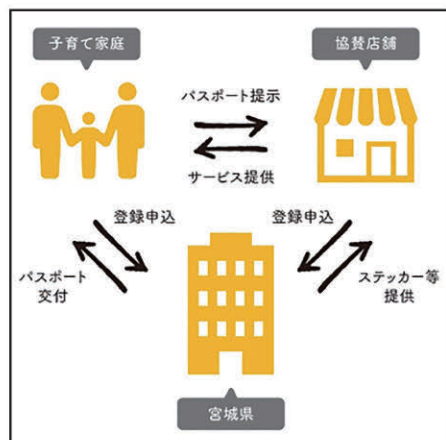 子育て家庭
協賛店舗
パスポート提示
サービス提供
登録申込
登録申込
パスポート
交付
ステッカー等
提供
宮城県